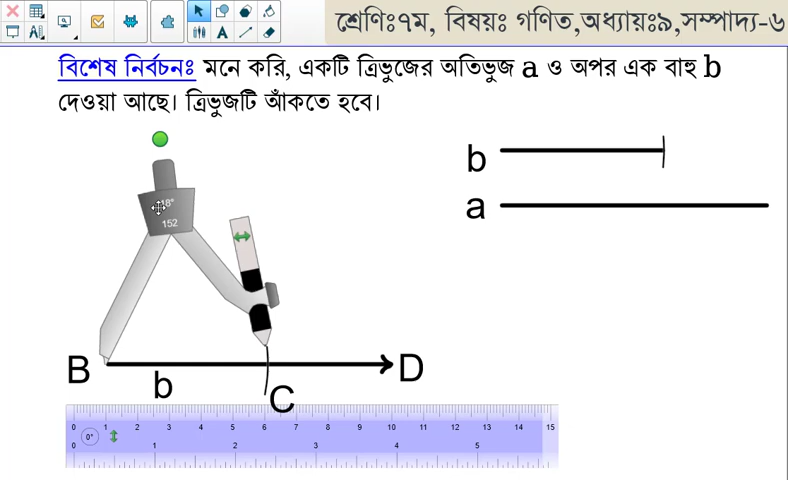 শ্রেণিঃ৭ম, বিষয়ঃ গণিত,অধ্যায়ঃ৯,সম্পাদ্য-৬
বিশেষ নির্বচনঃ মনে করি, একটি ত্রিভুজের অতিভুজ a ও অপর এক বাহু b
দেওয়া আছে। ত্রিভুজটি আঁকতে হবে।
b
a
152
B
D
b
C
0 1 2 3 4 5 6 7 8 9 10 11 12 13 14 15
0°
0 1 2 3 4 5